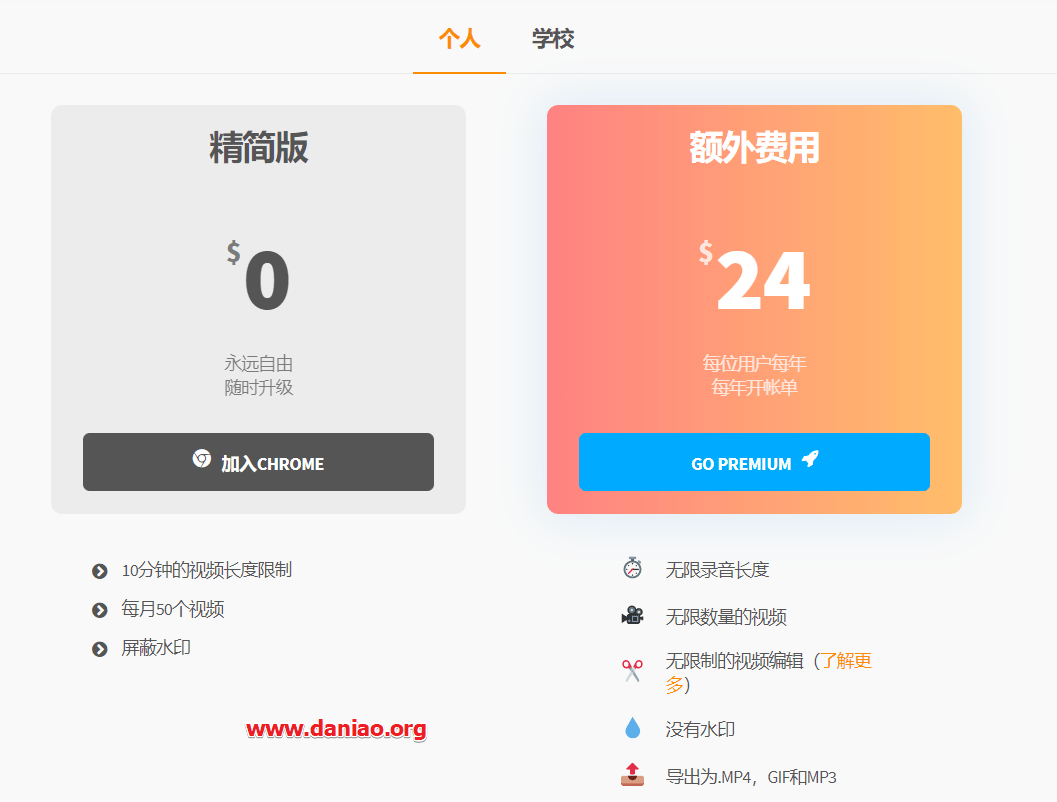 个人
学校
精简版
$0
永远自由
随时升级
加入CHROME
10分钟的视频长度限制
每月50个视频
屏蔽水印
额外费用
$24
每位用户每年
每年开帐单
GO PREMIUM
无限录音长度
无限数量的视频
无限制的视频编辑（了解更
多）
没有水印
导出为.MP4，GIF和MP3
www.daniao.org